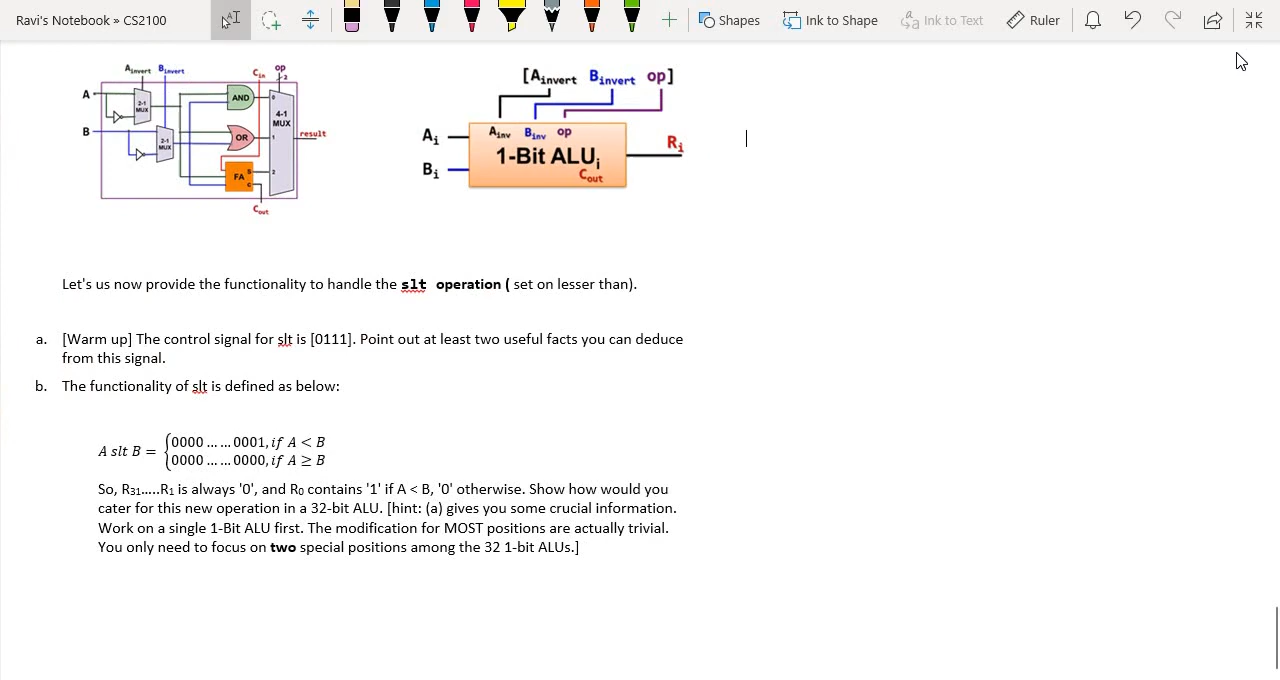 Ravi's Notebook » CS2100
Shapes
Ink to Shape
Ink to Text
Ruler
Ainvert Binvert
Cin
op
2
A
B
2-1
MUX
2-1
MUX
AND
OR
FA
S
C
0
1
2
4-1
MUX
result
Cout
[Ainvert Binvert op]
Ai
Bi
Ainv Binv op
1-Bit ALUi
Cout
Ri
Let's us now provide the functionality to handle the slt operation ( set on lesser than).
a. [Warm up] The control signal for slt is [0111]. Point out at least two useful facts you can deduce
from this signal.
b. The functionality of slt is defined as below:
A slt B = {0000 ... ... 0001, if A < B
0000 ... ... 0000, if A ≥ B
So, R31.....R1 is always '0', and R0 contains '1' if A < B, '0' otherwise. Show how would you
cater for this new operation in a 32-bit ALU. [hint: (a) gives you some crucial information.
Work on a single 1-Bit ALU first. The modification for MOST positions are actually trivial.
You only need to focus on two special positions among the 32 1-bit ALUs.]